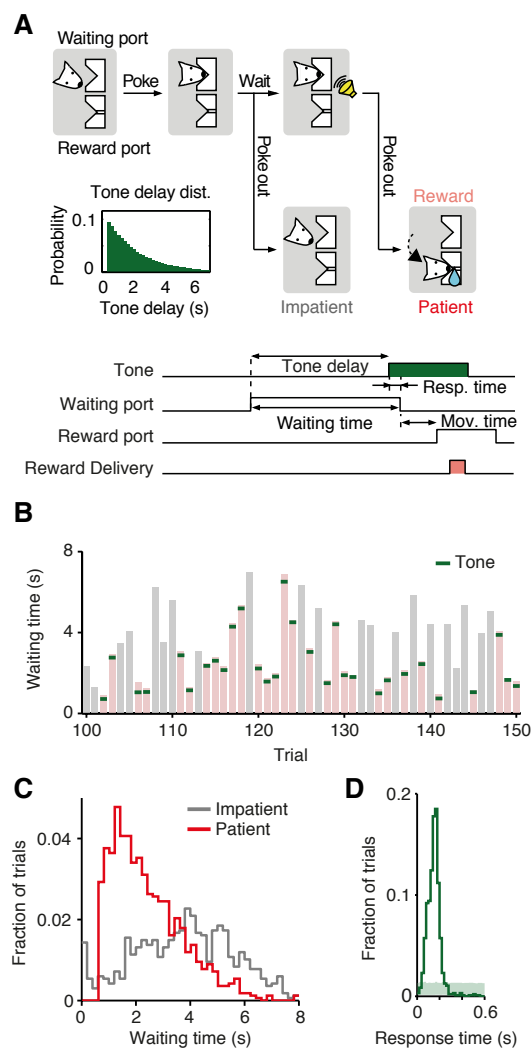 A
Waiting port
Poke
Wait
Reward port
Poke out
Poke out
Tone delay dist.
0.1
0
Probability
0 2 4 6
Tone delay (s)
Reward
Impatient
Patient
Tone
Tone delay
Resp. time
Waiting port
Waiting time
Mov. time
Reward port
Reward Delivery
B
8
4
0
Waiting time (s)
Tone
100 110 120 130 140 150
Trial
C
Impatient
Patient
0.04
0.02
0
Fraction of trials
0 2 4 6 8
Waiting time (s)
D
0.2
0.1
0
Fraction of trials
0 0.6
Response time (s)